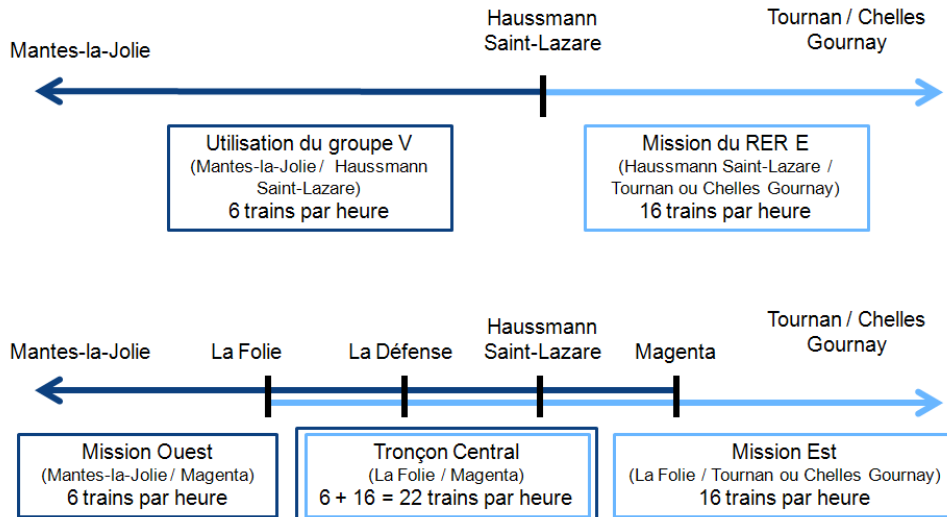 Mantes-la-Jolie
Haussmann
Saint-Lazare
Tournan / Chelles
Gournay
Utilisation du groupe V
(Mantes-la-Jolie / Haussmann
Saint-Lazare)
6 trains par heure
Mission du RER E
(Haussmann Saint-Lazare /
Tournan ou Chelles Gournay)
16 trains par heure
Mantes-la-Jolie
La Folie
La Défense
Haussmann
Saint-Lazare
Magenta
Tournan / Chelles
Gournay
Mission Ouest
(Mantes-la-Jolie / Magenta)
6 trains par heure
Tronçon Central
(La Folie / Magenta)
6 + 16 = 22 trains par heure
Mission Est
(La Folie / Tournan ou Chelles Gournay)
16 trains par heure